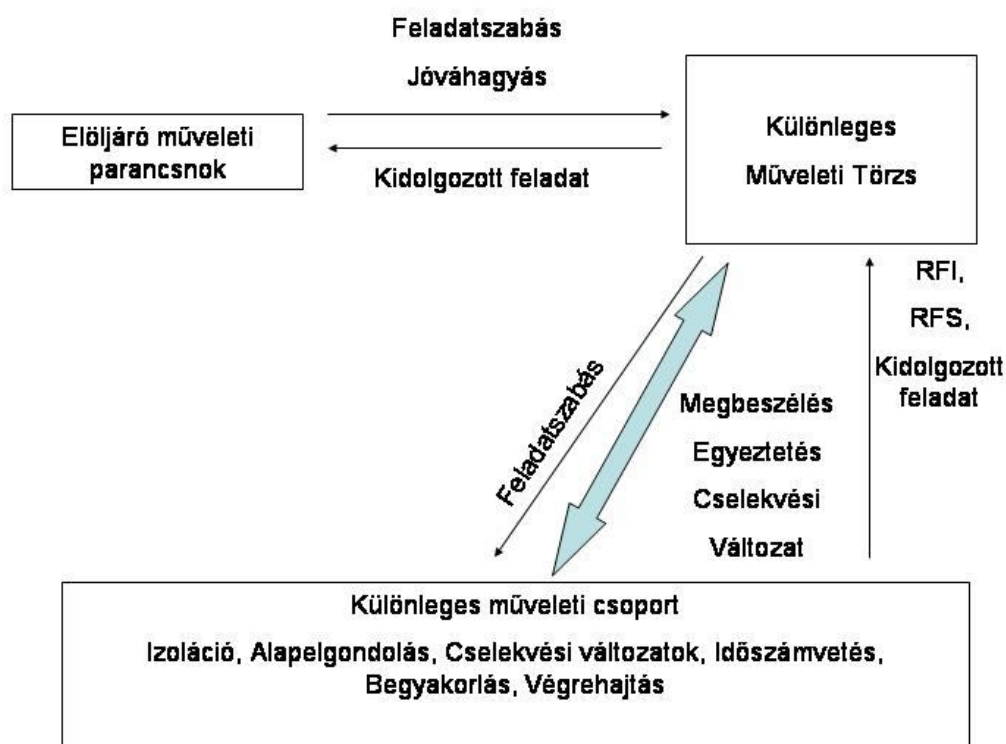 Feladatszabás
Jóváhagyás
Elöljáró műveleti
parancsnok
Kidolgozott feladat
Különleges
Műveleti Törzs
RFI,
RFS,
Kidolgozott
feladat
Feladatszabás
Megbeszélés
Egyeztetés
Cselekvési
Változat
Különleges műveleti csoport
Izoláció, Alapelgondolás, Cselekvési változatok, Időszámvetés,
Begyakorlás, Végrehajtás